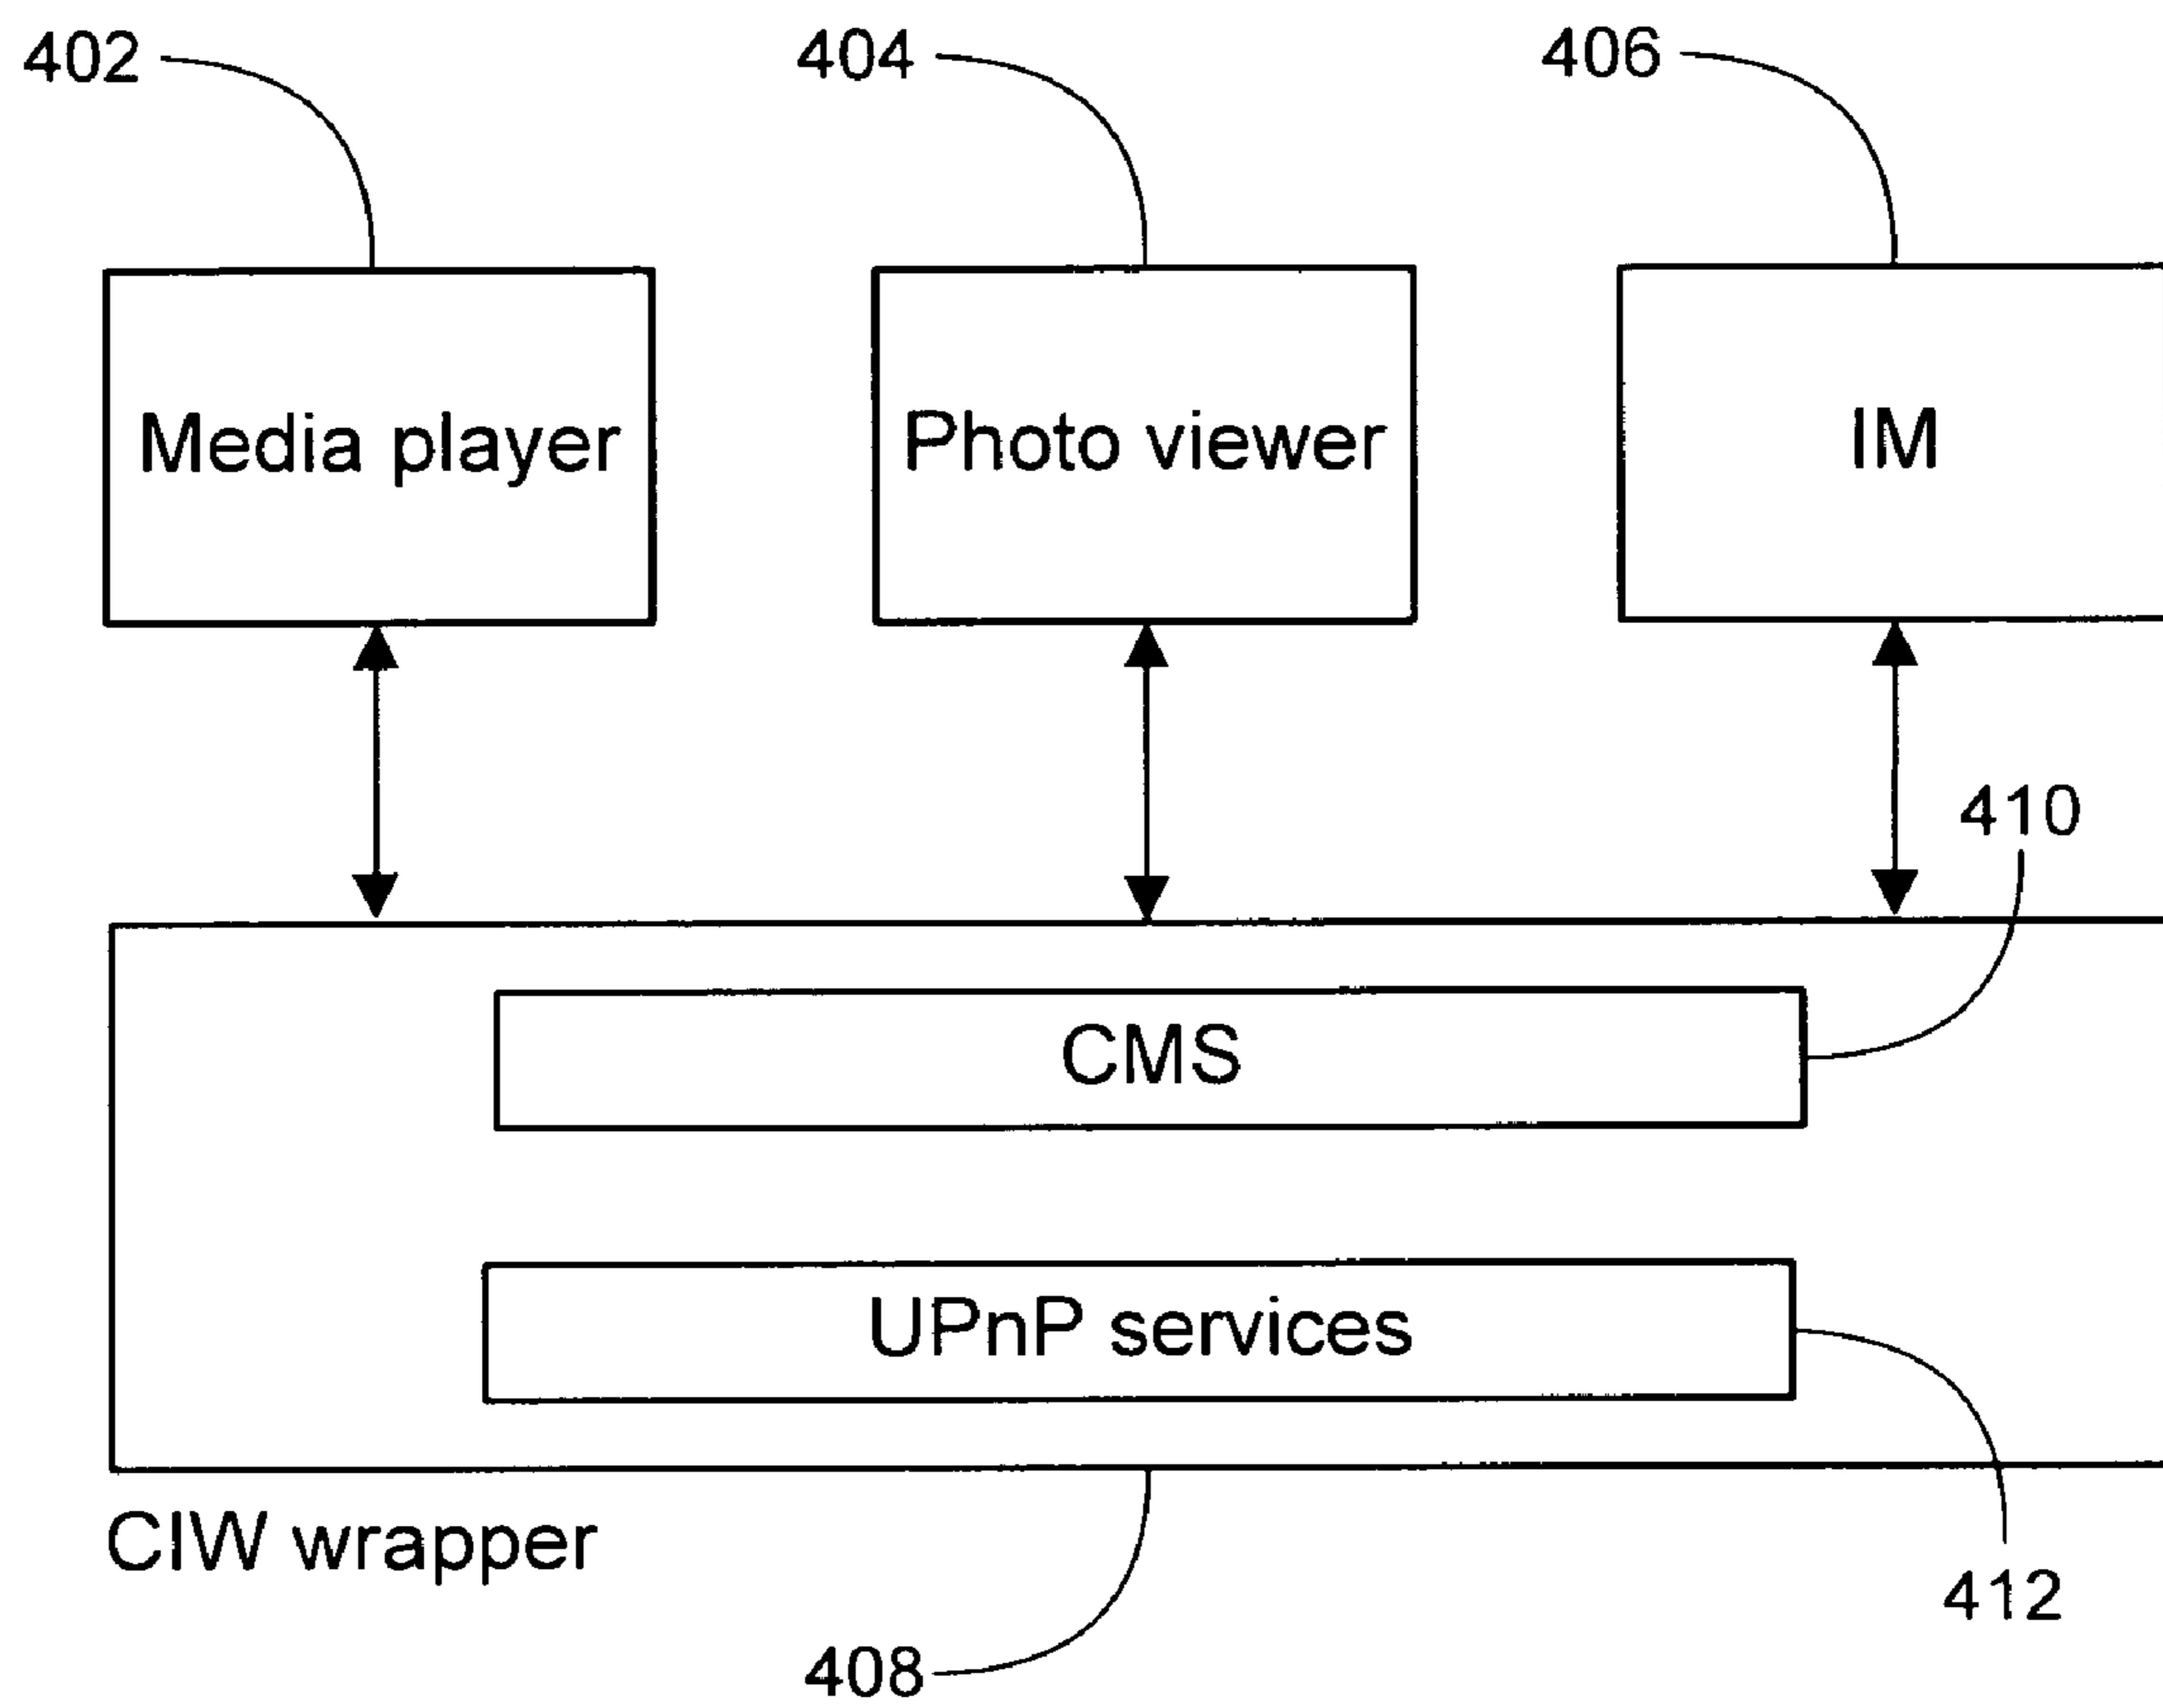 402
404
406
Media player
Photo viewer
IM
410
CMS
UPnP services
CIW wrapper
412
408